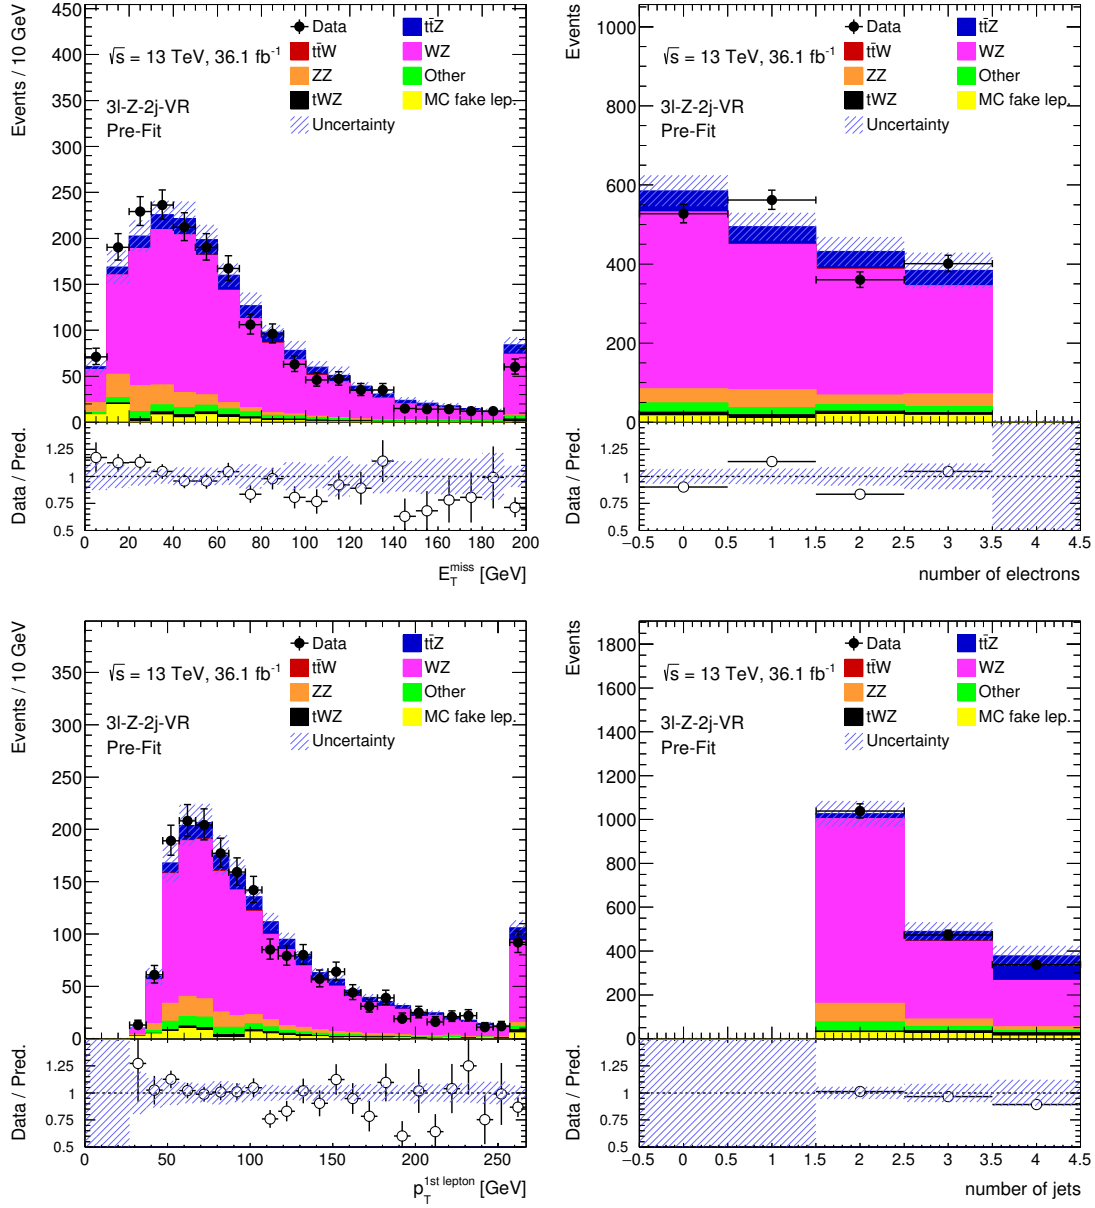 Events / 10 GeV
450
400
350
300
250
200
150
100
50
0
√s = 13 TeV, 36.1 fb⁻¹
3l-Z-2j-VR
Pre-Fit
Data
tt̄W
ZZ
tWZ
Uncertainty
tt̄Z
WZ
Other
MC fake lep.
Data / Pred.
1.25
1
0.75
0.5
0 20 40 60 80 100 120 140 160 180 200
E_T^miss [GeV]
Events
1000
800
600
400
200
0
√s = 13 TeV, 36.1 fb⁻¹
3l-Z-2j-VR
Pre-Fit
Data
tt̄W
ZZ
tWZ
Uncertainty
tt̄Z
WZ
Other
MC fake lep.
Data / Pred.
1.25
1
0.75
0.5
−0.5 0 0.5 1 1.5 2 2.5 3 3.5 4 4.5
number of electrons
Events / 10 GeV
350
300
250
200
150
100
50
0
√s = 13 TeV, 36.1 fb⁻¹
3l-Z-2j-VR
Pre-Fit
Data
tt̄W
ZZ
tWZ
Uncertainty
tt̄Z
WZ
Other
MC fake lep.
Data / Pred.
1.25
1
0.75
0.5
0 50 100 150 200 250
p_T^1st lepton [GeV]
Events
1800
1600
1400
1200
1000
800
600
400
200
0
√s = 13 TeV, 36.1 fb⁻¹
3l-Z-2j-VR
Pre-Fit
Data
tt̄W
ZZ
tWZ
Uncertainty
tt̄Z
WZ
Other
MC fake lep.
Data / Pred.
1.25
1
0.75
0.5
−0.5 0 0.5 1 1.5 2 2.5 3 3.5 4 4.5
number of jets